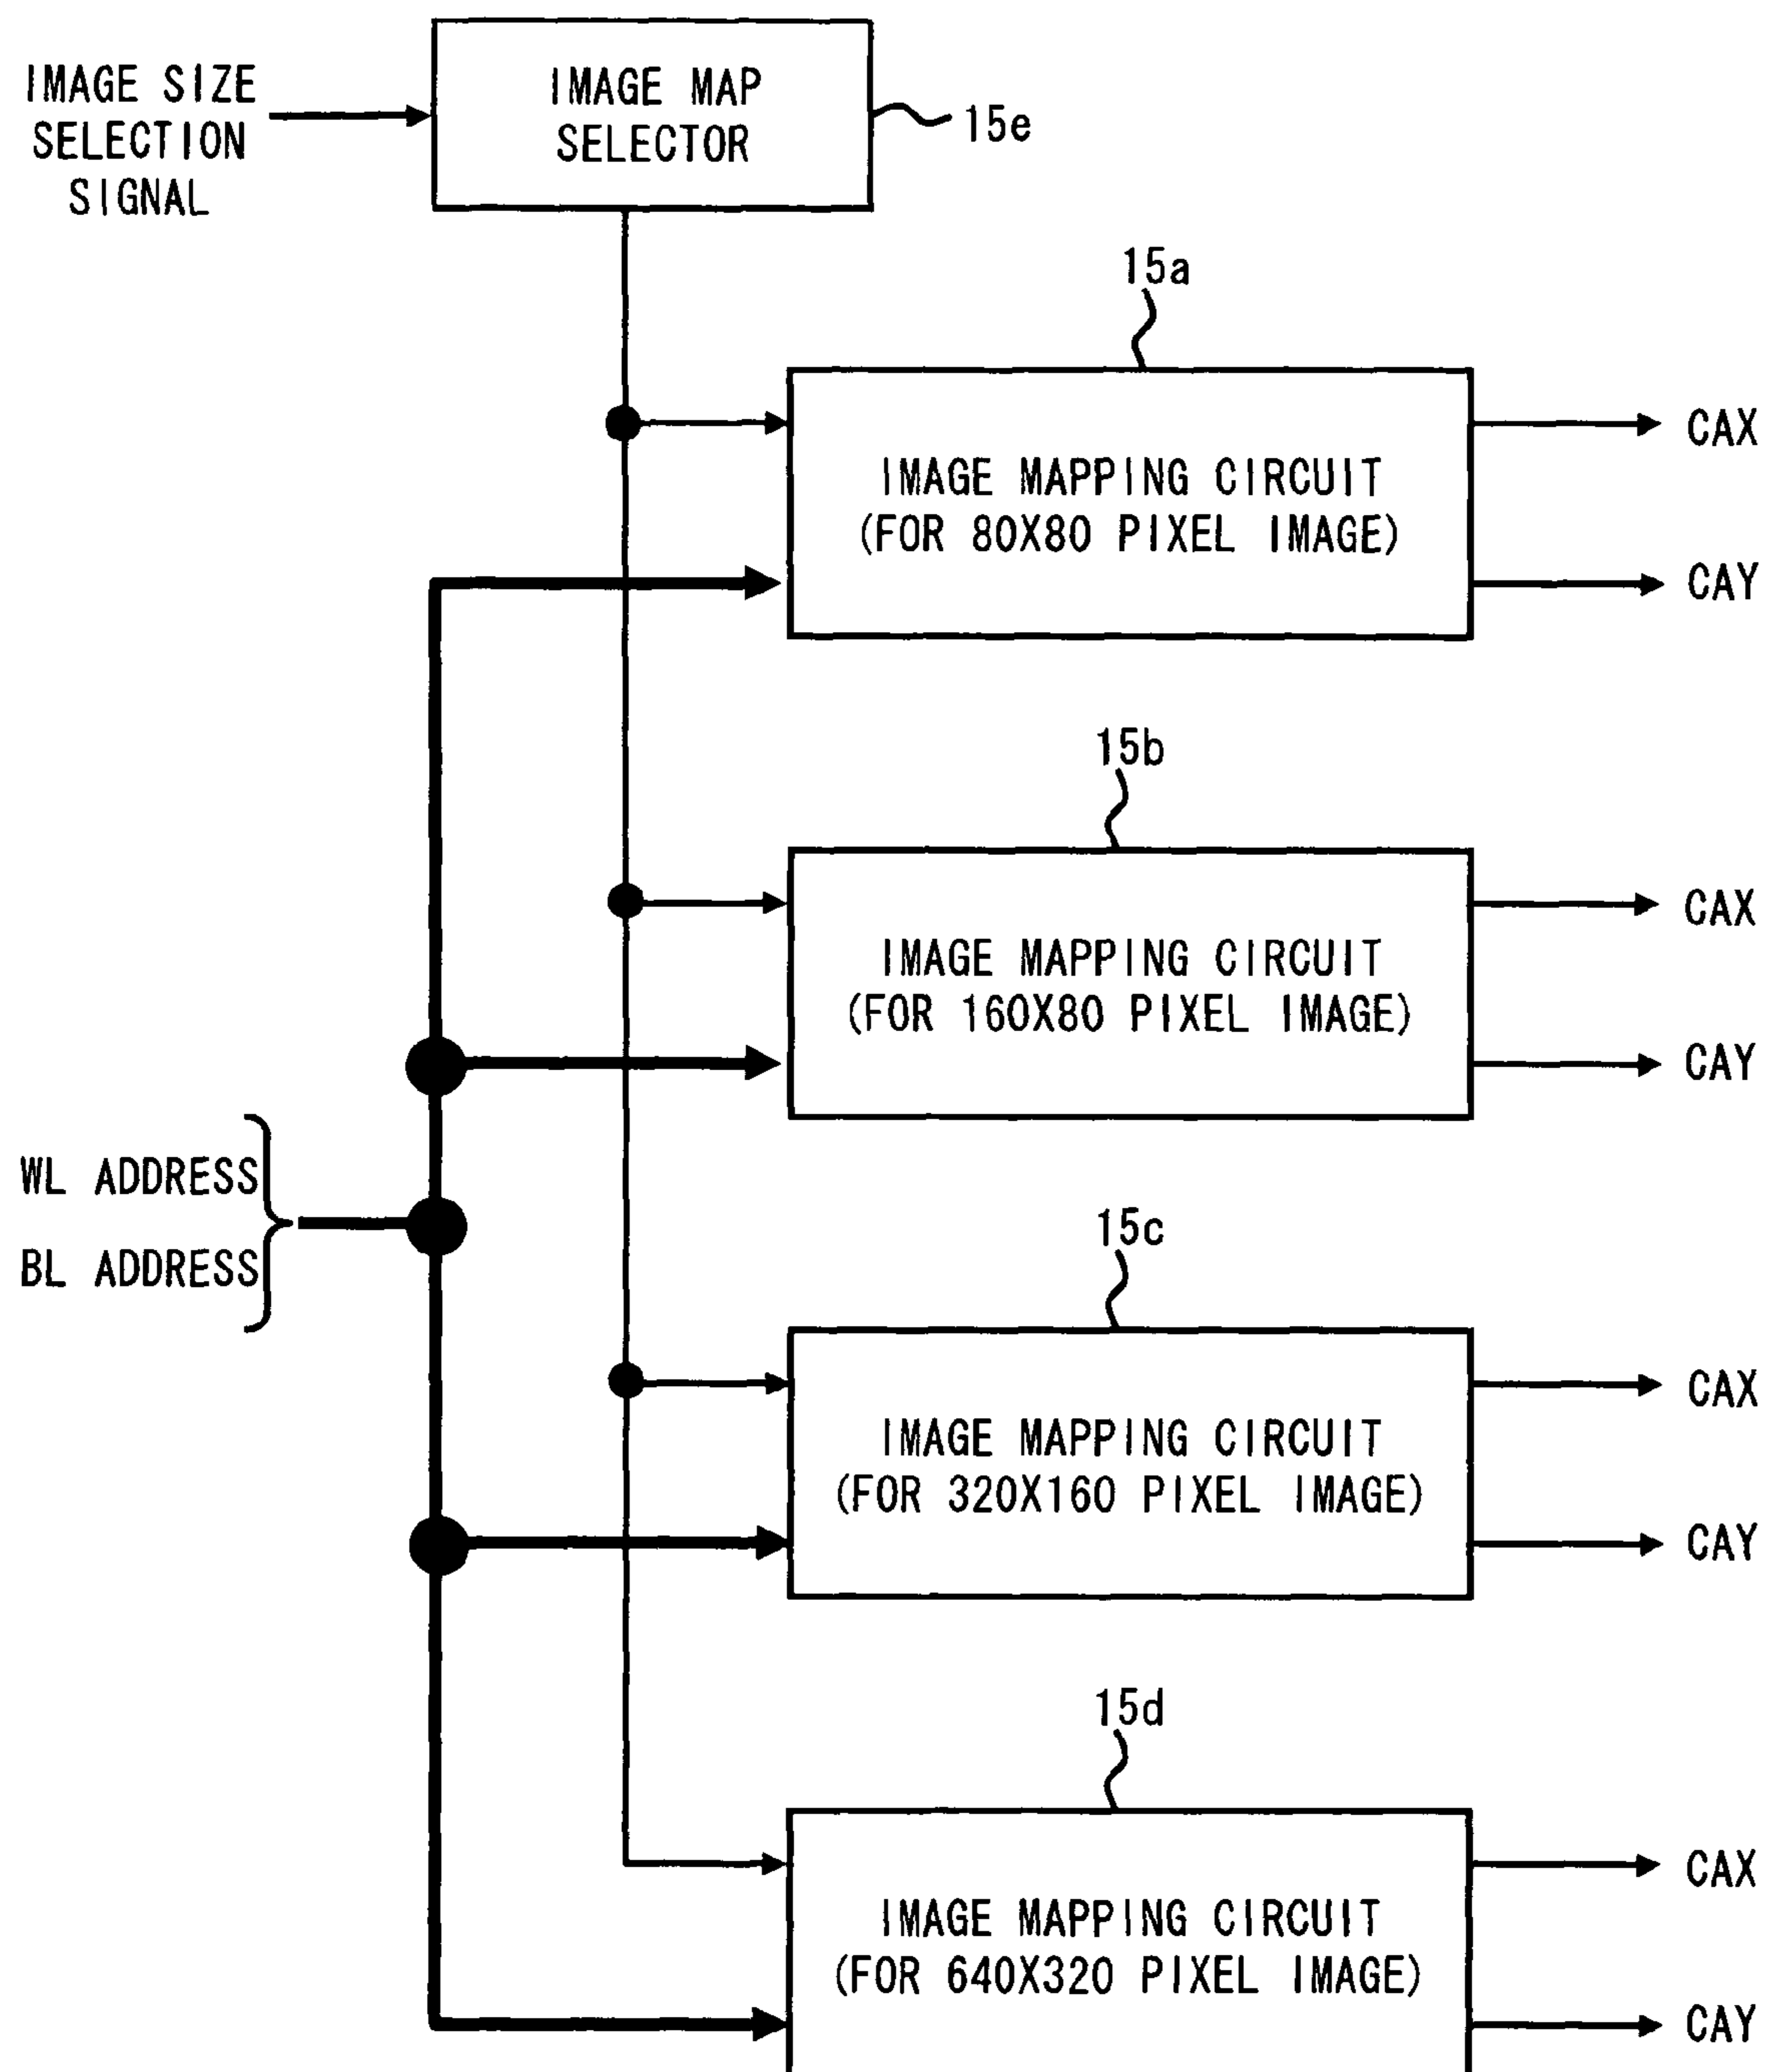 IMAGE SIZE
SELECTION
SIGNAL
IMAGE MAP
SELECTOR
15e
15a
IMAGE MAPPING CIRCUIT
(FOR 80X80 PIXEL IMAGE)
CAX
CAY
15b
IMAGE MAPPING CIRCUIT
(FOR 160X80 PIXEL IMAGE)
CAX
CAY
WL ADDRESS
BL ADDRESS
15c
IMAGE MAPPING CIRCUIT
(FOR 320X160 PIXEL IMAGE)
CAX
CAY
15d
IMAGE MAPPING CIRCUIT
(FOR 640X320 PIXEL IMAGE)
CAX
CAY